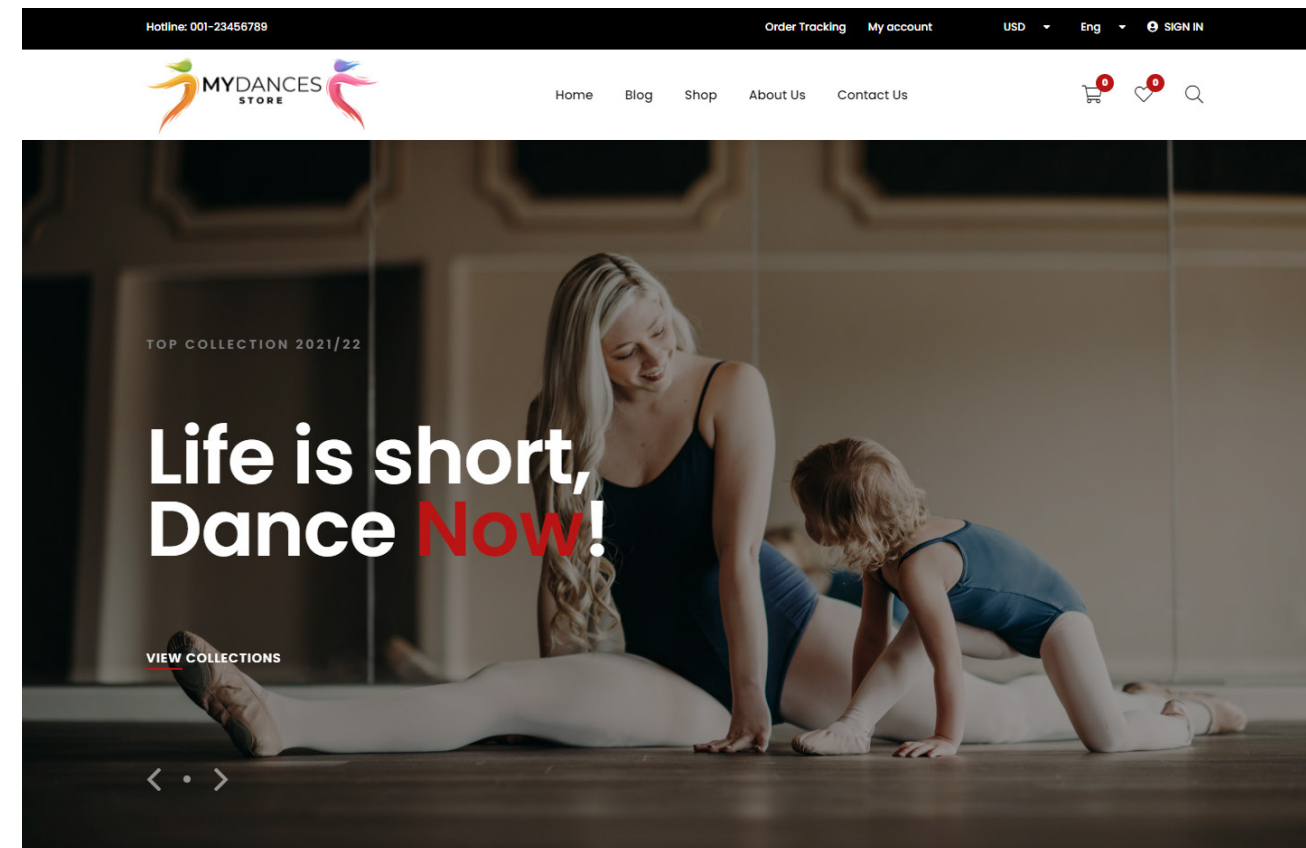 Hotline: 001-23456789
Order Tracking My account USD Eng SIGN IN
MYDANCES
STORE
Home Blog Shop About Us Contact Us
0 0
TOP COLLECTION 2021/22
Life is short,
Dance Now!
VIEW COLLECTIONS